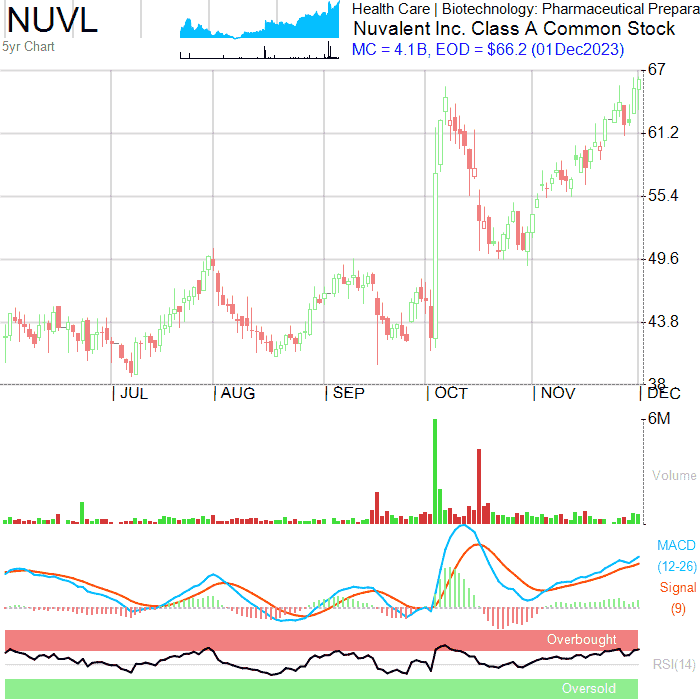 NUVL
5yr Chart
Health Care | Biotechnology: Pharmaceutical Prepara
Nuvalent Inc. Class A Common Stock
MC = 4.1B, EOD = $66.2 (01Dec2023)
67
61.2
55.4
49.6
43.8
38
JUL
AUG
SEP
OCT
NOV
DEC
6M
Volume
MACD
(12-26)
Signal
(9)
Overbought
RSI(14)
Oversold